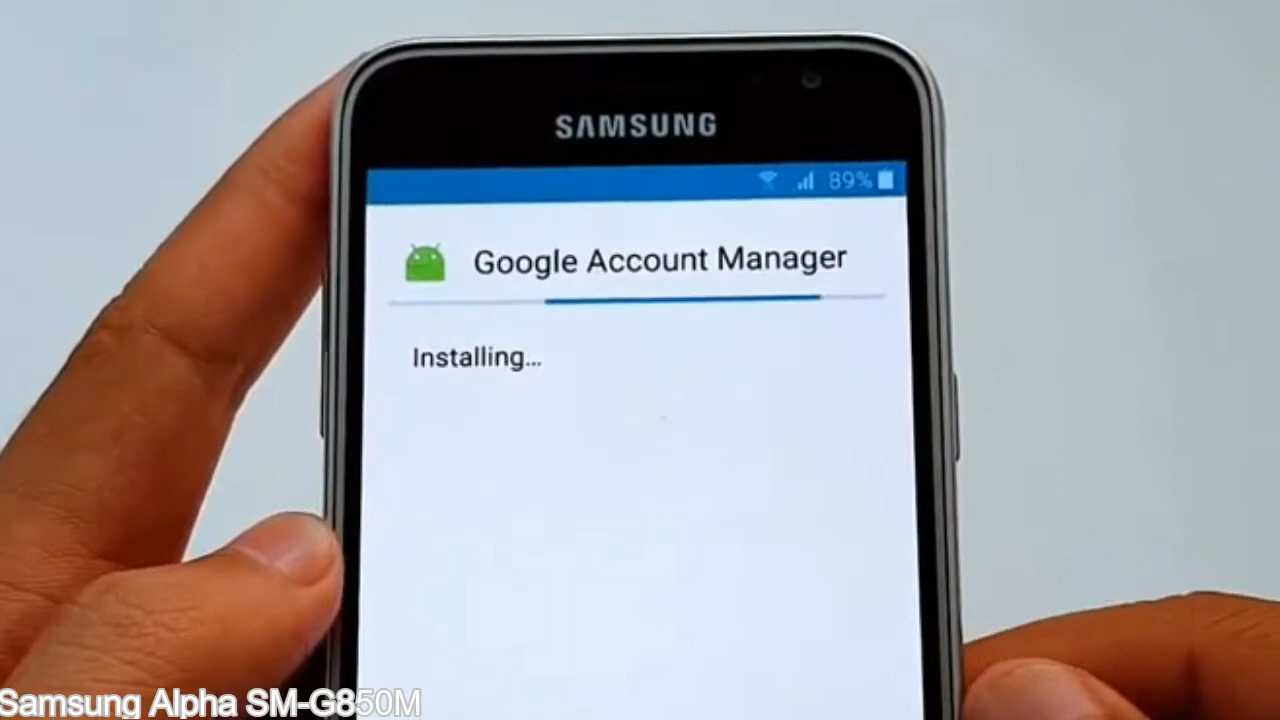 SAMSUNG
89%
Google Account Manager
Installing...
Samsung Alpha SM-G850M